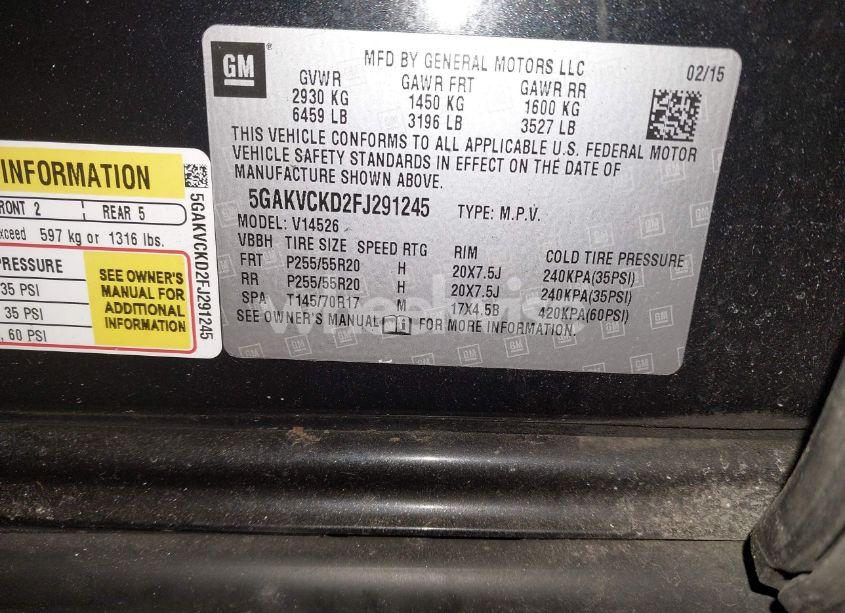 GM
MFD BY GENERAL MOTORS LLC
02/15
GVWR GAWR FRT GAWR RR
2930 KG 1450 KG 1600 KG
6459 LB 3196 LB 3527 LB
THIS VEHICLE CONFORMS TO ALL APPLICABLE U.S. FEDERAL MOTOR
VEHICLE SAFETY STANDARDS IN EFFECT ON THE DATE OF
MANUFACTURE SHOWN ABOVE.
5GAKVCKD2FJ291245 TYPE: M.P.V.
MODEL: V14526
VBBH TIRE SIZE SPEED RTG RIM COLD TIRE PRESSURE
FRT P255/55R20 H 20X7.5J 240KPA(35PSI)
RR P255/55R20 H 20X7.5J 240KPA(35PSI)
SPA T145/70R17 M 17X4.5B 420KPA(60PSI)
SEE OWNER'S MANUAL FOR MORE INFORMATION.
INFORMATION
FRONT 2 REAR 5
exceed 597 kg or 1316 lbs.
PRESSURE
35 PSI
35 PSI
, 60 PSI
SEE OWNER'S
MANUAL FOR
ADDITIONAL
INFORMATION
5GAKVCKD2FJ291245